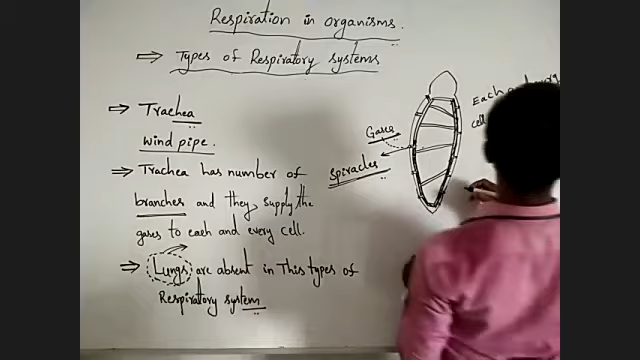 Respiration in organisms.
⇒ Types of Respiratory systems
⇒ Trachea
wind pipe.
⇒ Trachea has number of
branches and they supply the
gases to each and every cell.
⇒ Lungs are absent in This types of
Respiratory system
Gases
Spiracles
Each
cell